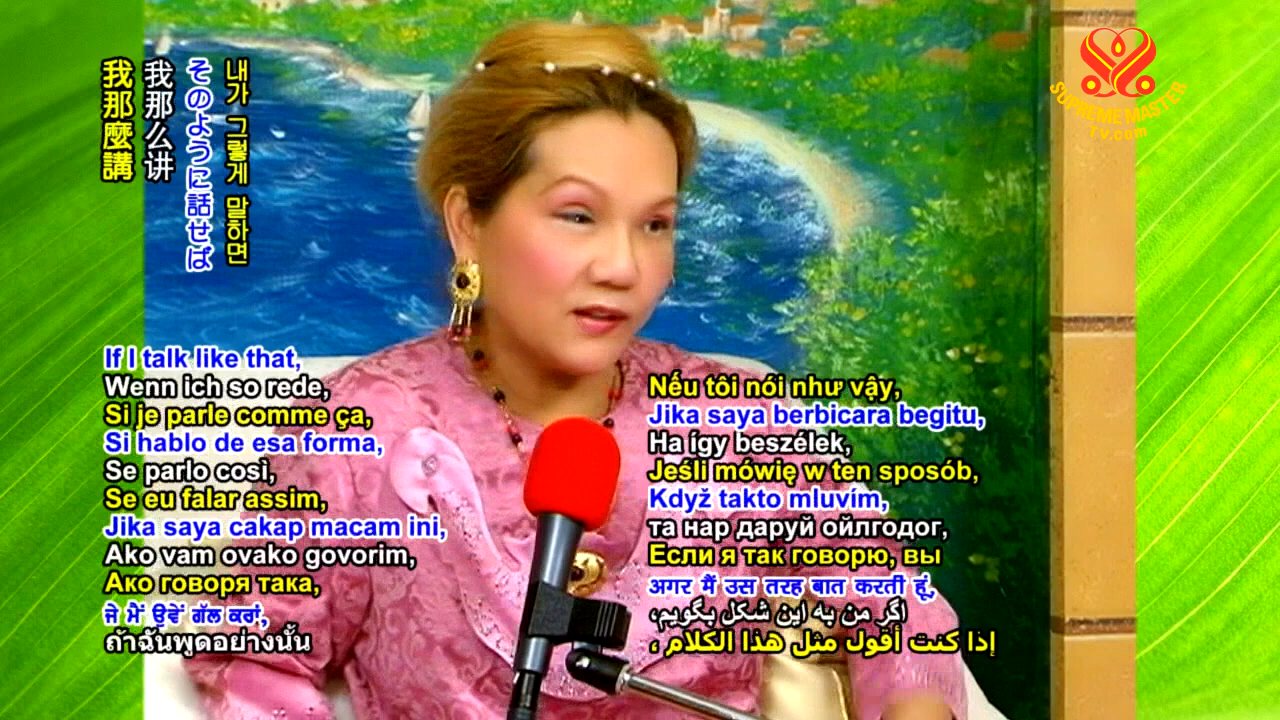 我那麼講
我那么讲
そのように話せば
내가 그렇게 말하면
SUPREME MASTER
TV.com
If I talk like that,
Wenn ich so rede,
Si je parle comme ça,
Si hablo de esa forma,
Se parlo così,
Se eu falar assim,
Jika saya cakap macam ini,
Ako vam ovako govorim,
Ако говоря така,
ਜੇ ਮੈਂ ਉਵੇਂ ਗੱਲ ਕਰਾਂ,
ถ้าฉันพูดอย่างนั้น
Nếu tôi nói như vậy,
Jika saya berbicara begitu,
Ha így beszélek,
Jeśli mówię w ten sposób,
Když takto mluvím,
та нар даруй ойлгодог,
Если я так говорю, вы
अगर मैं उस तरह बात करती हूं,
اگر من به این شکل بگویم،
إذا كنت أقول مثل هذا الكلام ،